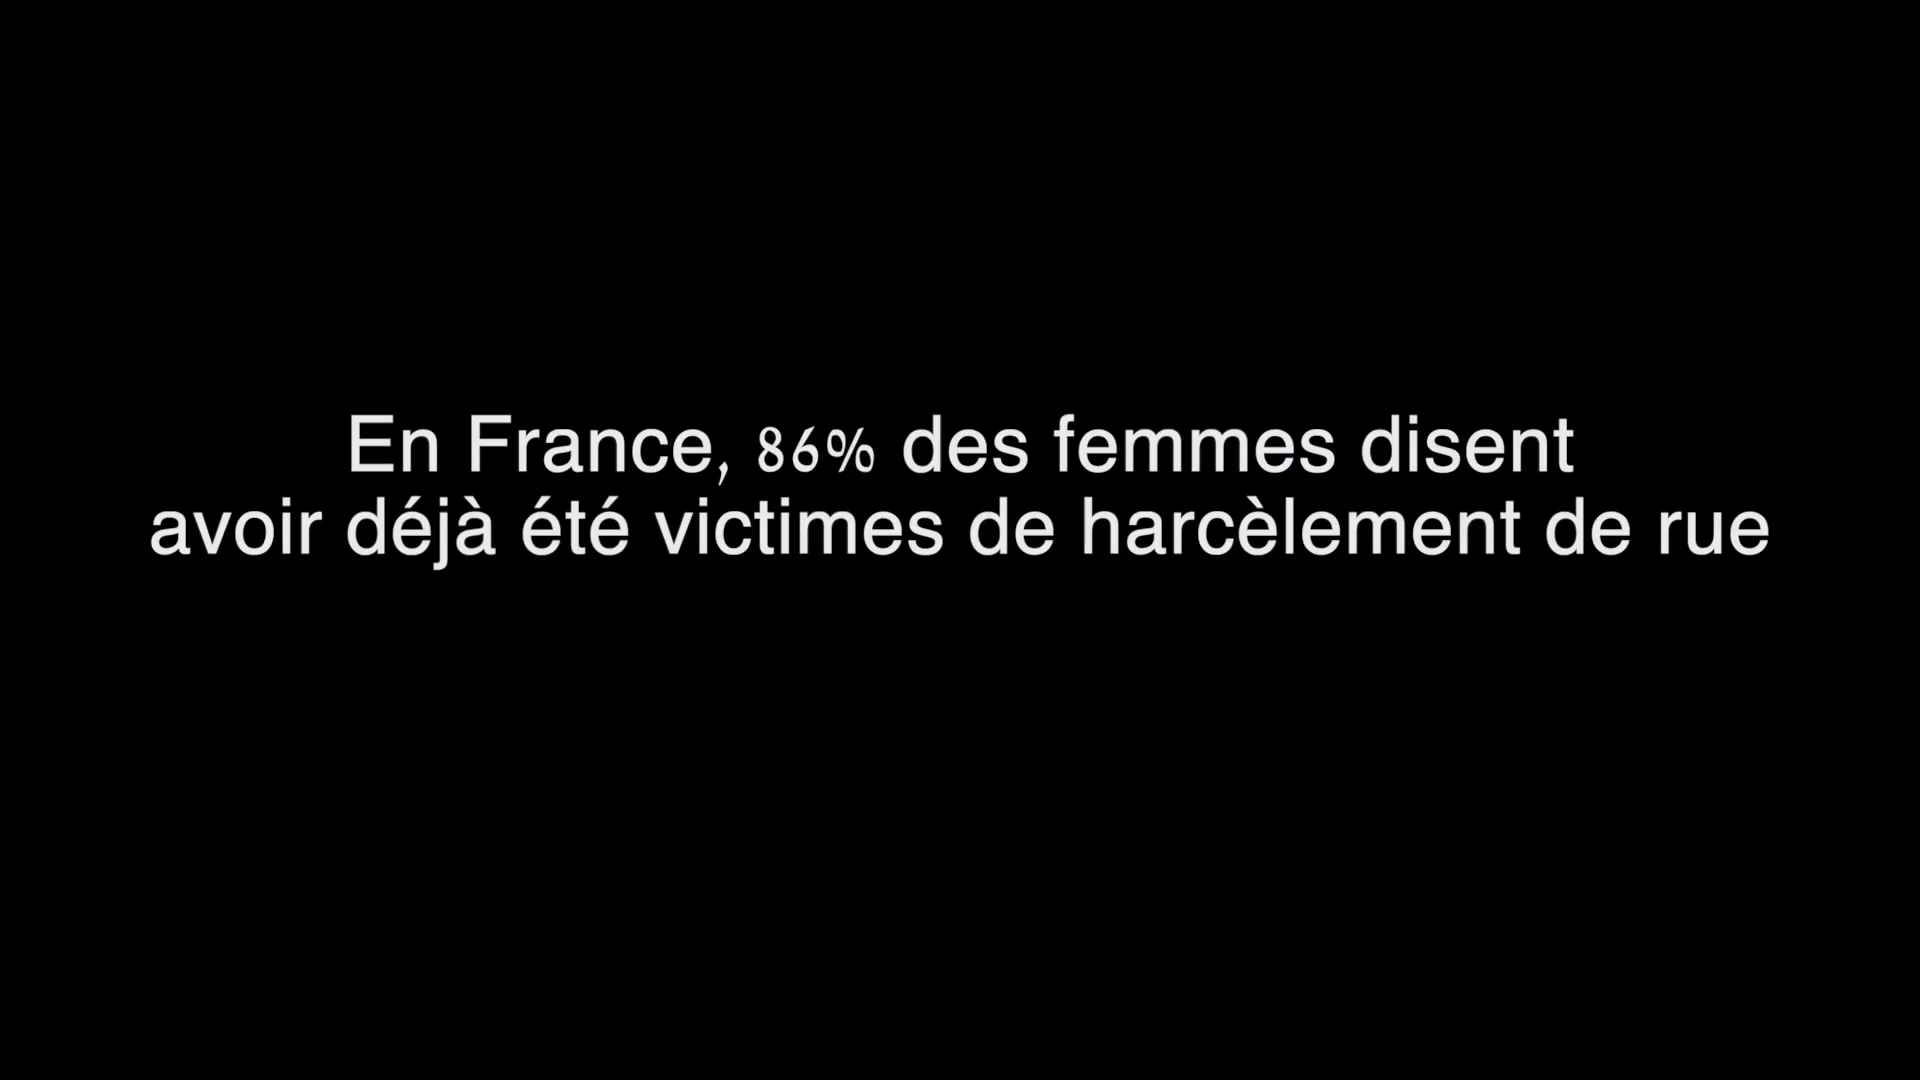 En France, 86% des femmes disent
avoir déjà été victimes de harcèlement de rue